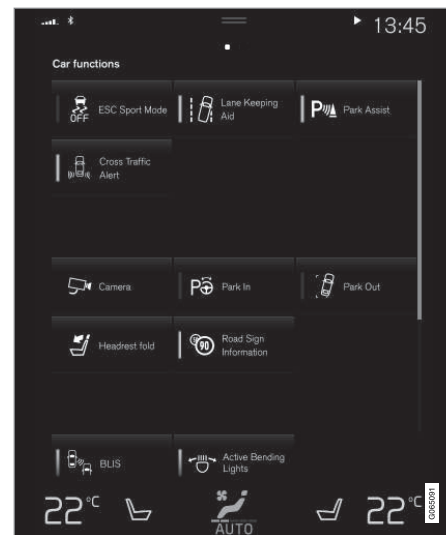 13:45
Car functions
OFF
ESC Sport Mode
Lane Keeping
Aid
P
Park Assist
Cross Traffic
Alert
Camera
P
Park In
Park Out
Headrest fold
90
Road Sign
Information
BLIS
Active Bending
Lights
22°C
AUTO
22°C
G065091